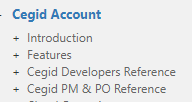 Cegid Account
+ Introduction
+ Features
+ Cegid Developers Reference
+ Cegid PM & PO Reference